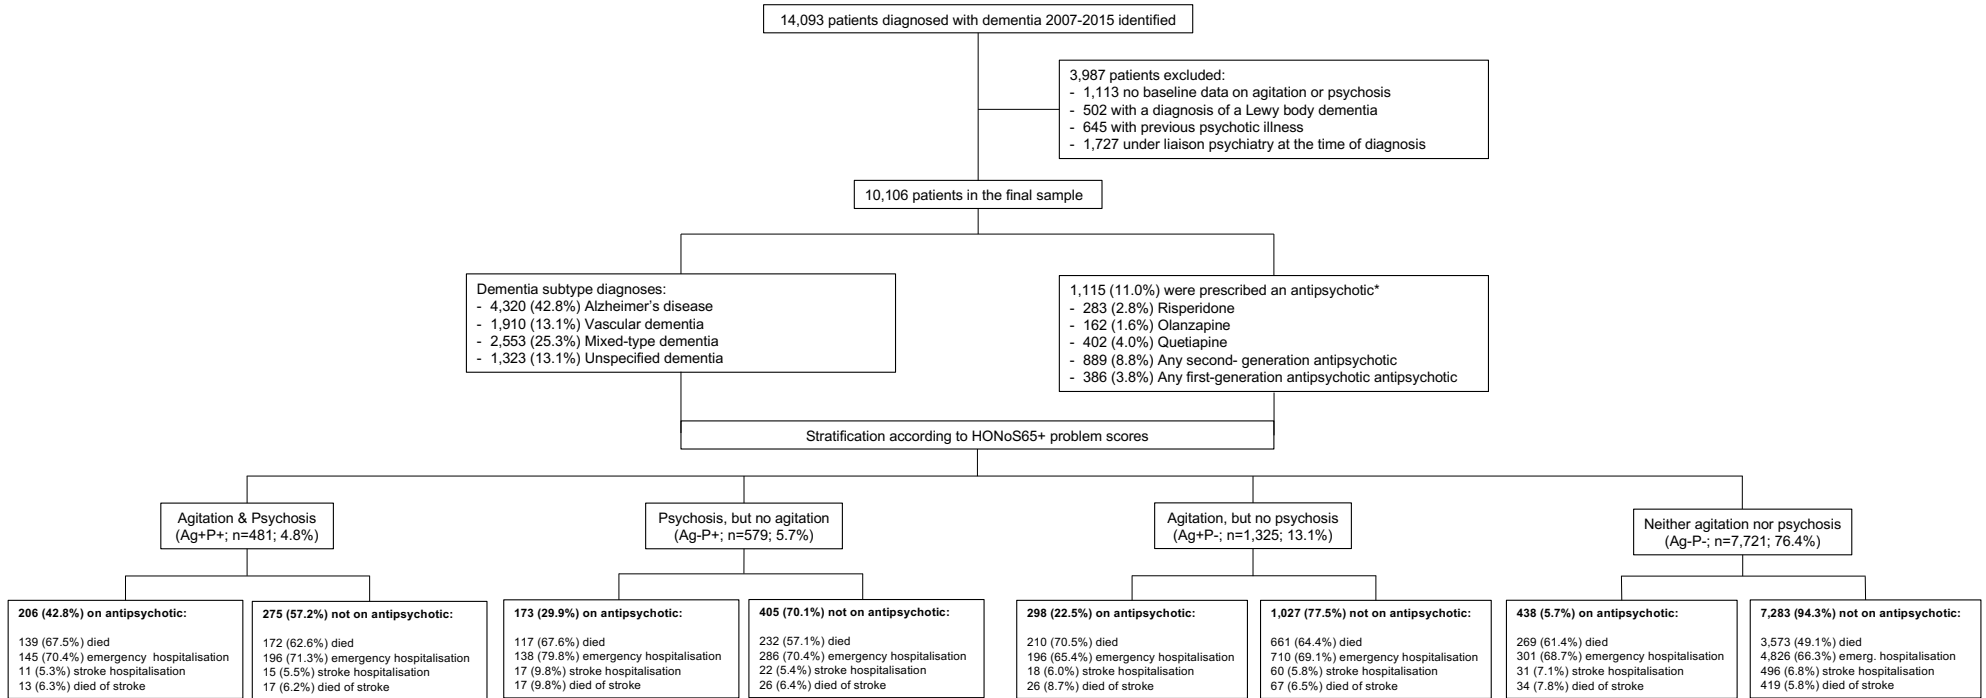 14,093 patients diagnosed with dementia 2007-2015 identified
3,987 patients excluded:
- 1,113 no baseline data on agitation or psychosis
- 502 with a diagnosis of a Lewy body dementia
- 645 with previous psychotic illness
- 1,727 under liaison psychiatry at the time of diagnosis
10,106 patients in the final sample
Dementia subtype diagnoses:
- 4,320 (42.8%) Alzheimer's disease
- 1,910 (13.1%) Vascular dementia
- 2,553 (25.3%) Mixed-type dementia
- 1,323 (13.1%) Unspecified dementia
1,115 (11.0%) were prescribed an antipsychotic*
- 283 (2.8%) Risperidone
- 162 (1.6%) Olanzapine
- 402 (4.0%) Quetiapine
- 889 (8.8%) Any second- generation antipsychotic
- 386 (3.8%) Any first-generation antipsychotic antipsychotic
Stratification according to HONoS65+ problem scores
Agitation & Psychosis
(Ag+P+; n=481; 4.8%)
Psychosis, but no agitation
(Ag-P+; n=579; 5.7%)
Agitation, but no psychosis
(Ag+P-; n=1,325; 13.1%)
Neither agitation nor psychosis
(Ag-P-; n=7,721; 76.4%)
206 (42.8%) on antipsychotic:
139 (67.5%) died
145 (70.4%) emergency hospitalisation
11 (5.3%) stroke hospitalisation
13 (6.3%) died of stroke
275 (57.2%) not on antipsychotic:
172 (62.6%) died
196 (71.3%) emergency hospitalisation
15 (5.5%) stroke hospitalisation
17 (6.2%) died of stroke
173 (29.9%) on antipsychotic:
117 (67.6%) died
138 (79.8%) emergency hospitalisation
17 (9.8%) stroke hospitalisation
17 (9.8%) died of stroke
405 (70.1%) not on antipsychotic:
232 (57.1%) died
286 (70.4%) emergency hospitalisation
22 (5.4%) stroke hospitalisation
26 (6.4%) died of stroke
298 (22.5%) on antipsychotic:
210 (70.5%) died
196 (65.4%) emergency hospitalisation
18 (6.0%) stroke hospitalisation
26 (8.7%) died of stroke
1,027 (77.5%) not on antipsychotic:
661 (64.4%) died
710 (69.1%) emergency hospitalisation
60 (5.8%) stroke hospitalisation
67 (6.5%) died of stroke
438 (5.7%) on antipsychotic:
269 (61.4%) died
301 (68.7%) emergency hospitalisation
31 (7.1%) stroke hospitalisation
34 (7.8%) died of stroke
7,283 (94.3%) not on antipsychotic:
3,573 (49.1%) died
4,826 (66.3%) emerg. hospitalisation
496 (6.8%) stroke hospitalisation
419 (5.8%) died of stroke